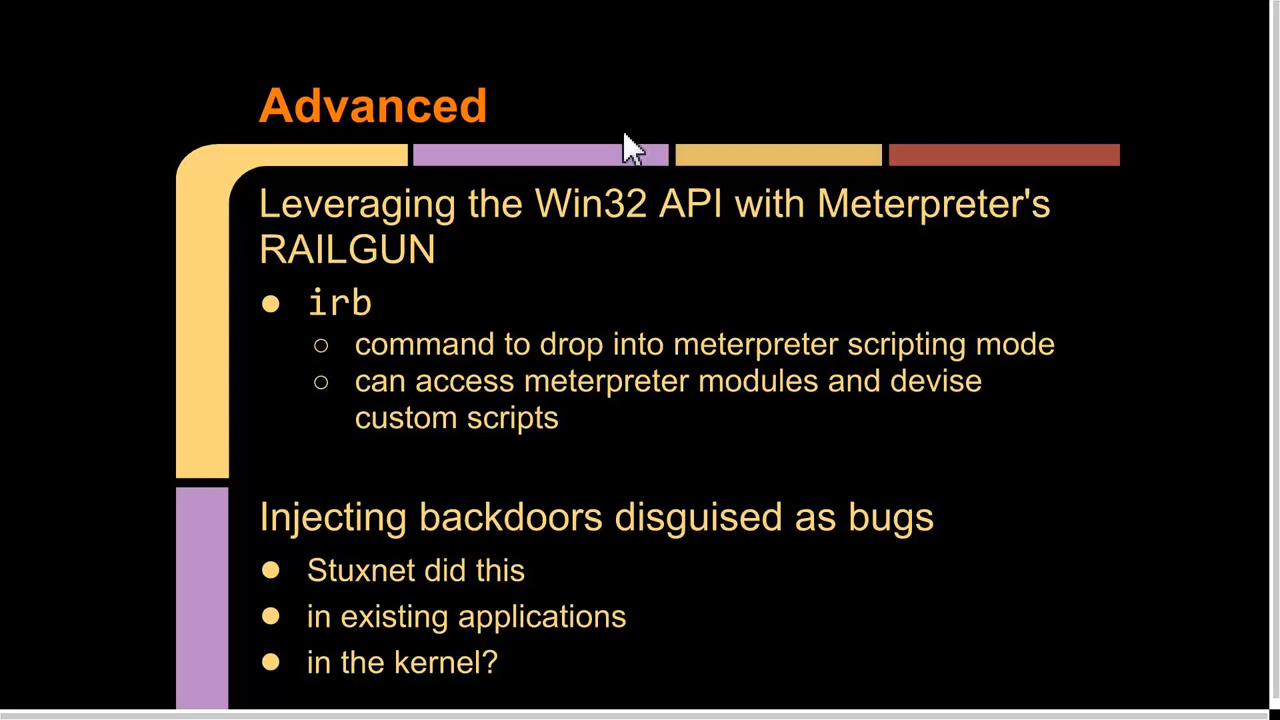 Advanced
Leveraging the Win32 API with Meterpreter's
RAILGUN
● irb
○ command to drop into meterpreter scripting mode
○ can access meterpreter modules and devise
custom scripts
Injecting backdoors disguised as bugs
● Stuxnet did this
● in existing applications
● in the kernel?